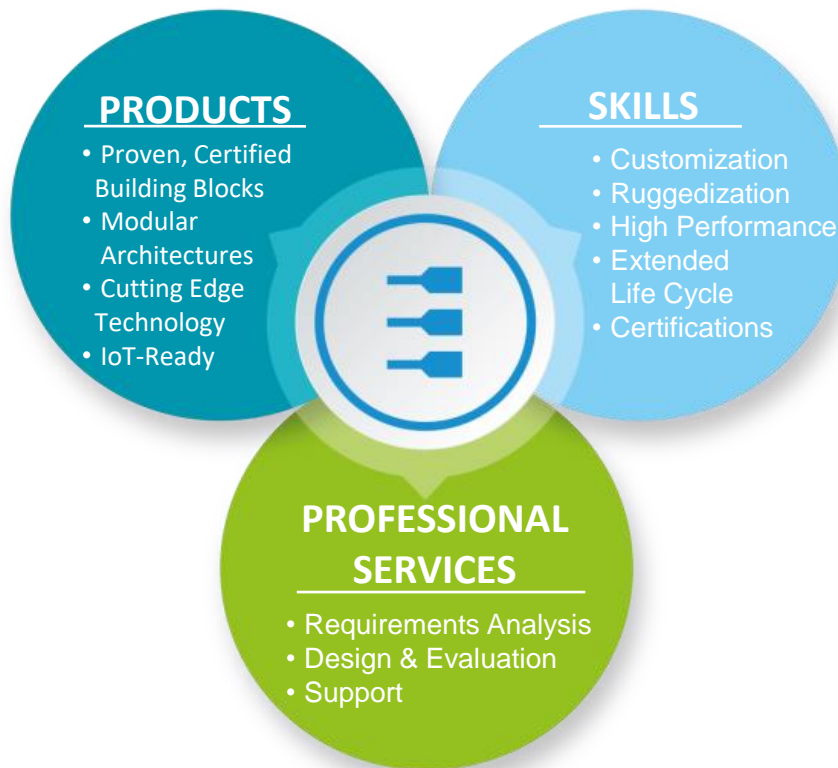 PRODUCTS
• Proven, Certified
Building Blocks
• Modular
Architectures
• Cutting Edge
Technology
• IoT-Ready
SKILLS
• Customization
• Ruggedization
• High Performance
• Extended
Life Cycle
• Certifications
PROFESSIONAL
SERVICES
• Requirements Analysis
• Design & Evaluation
• Support